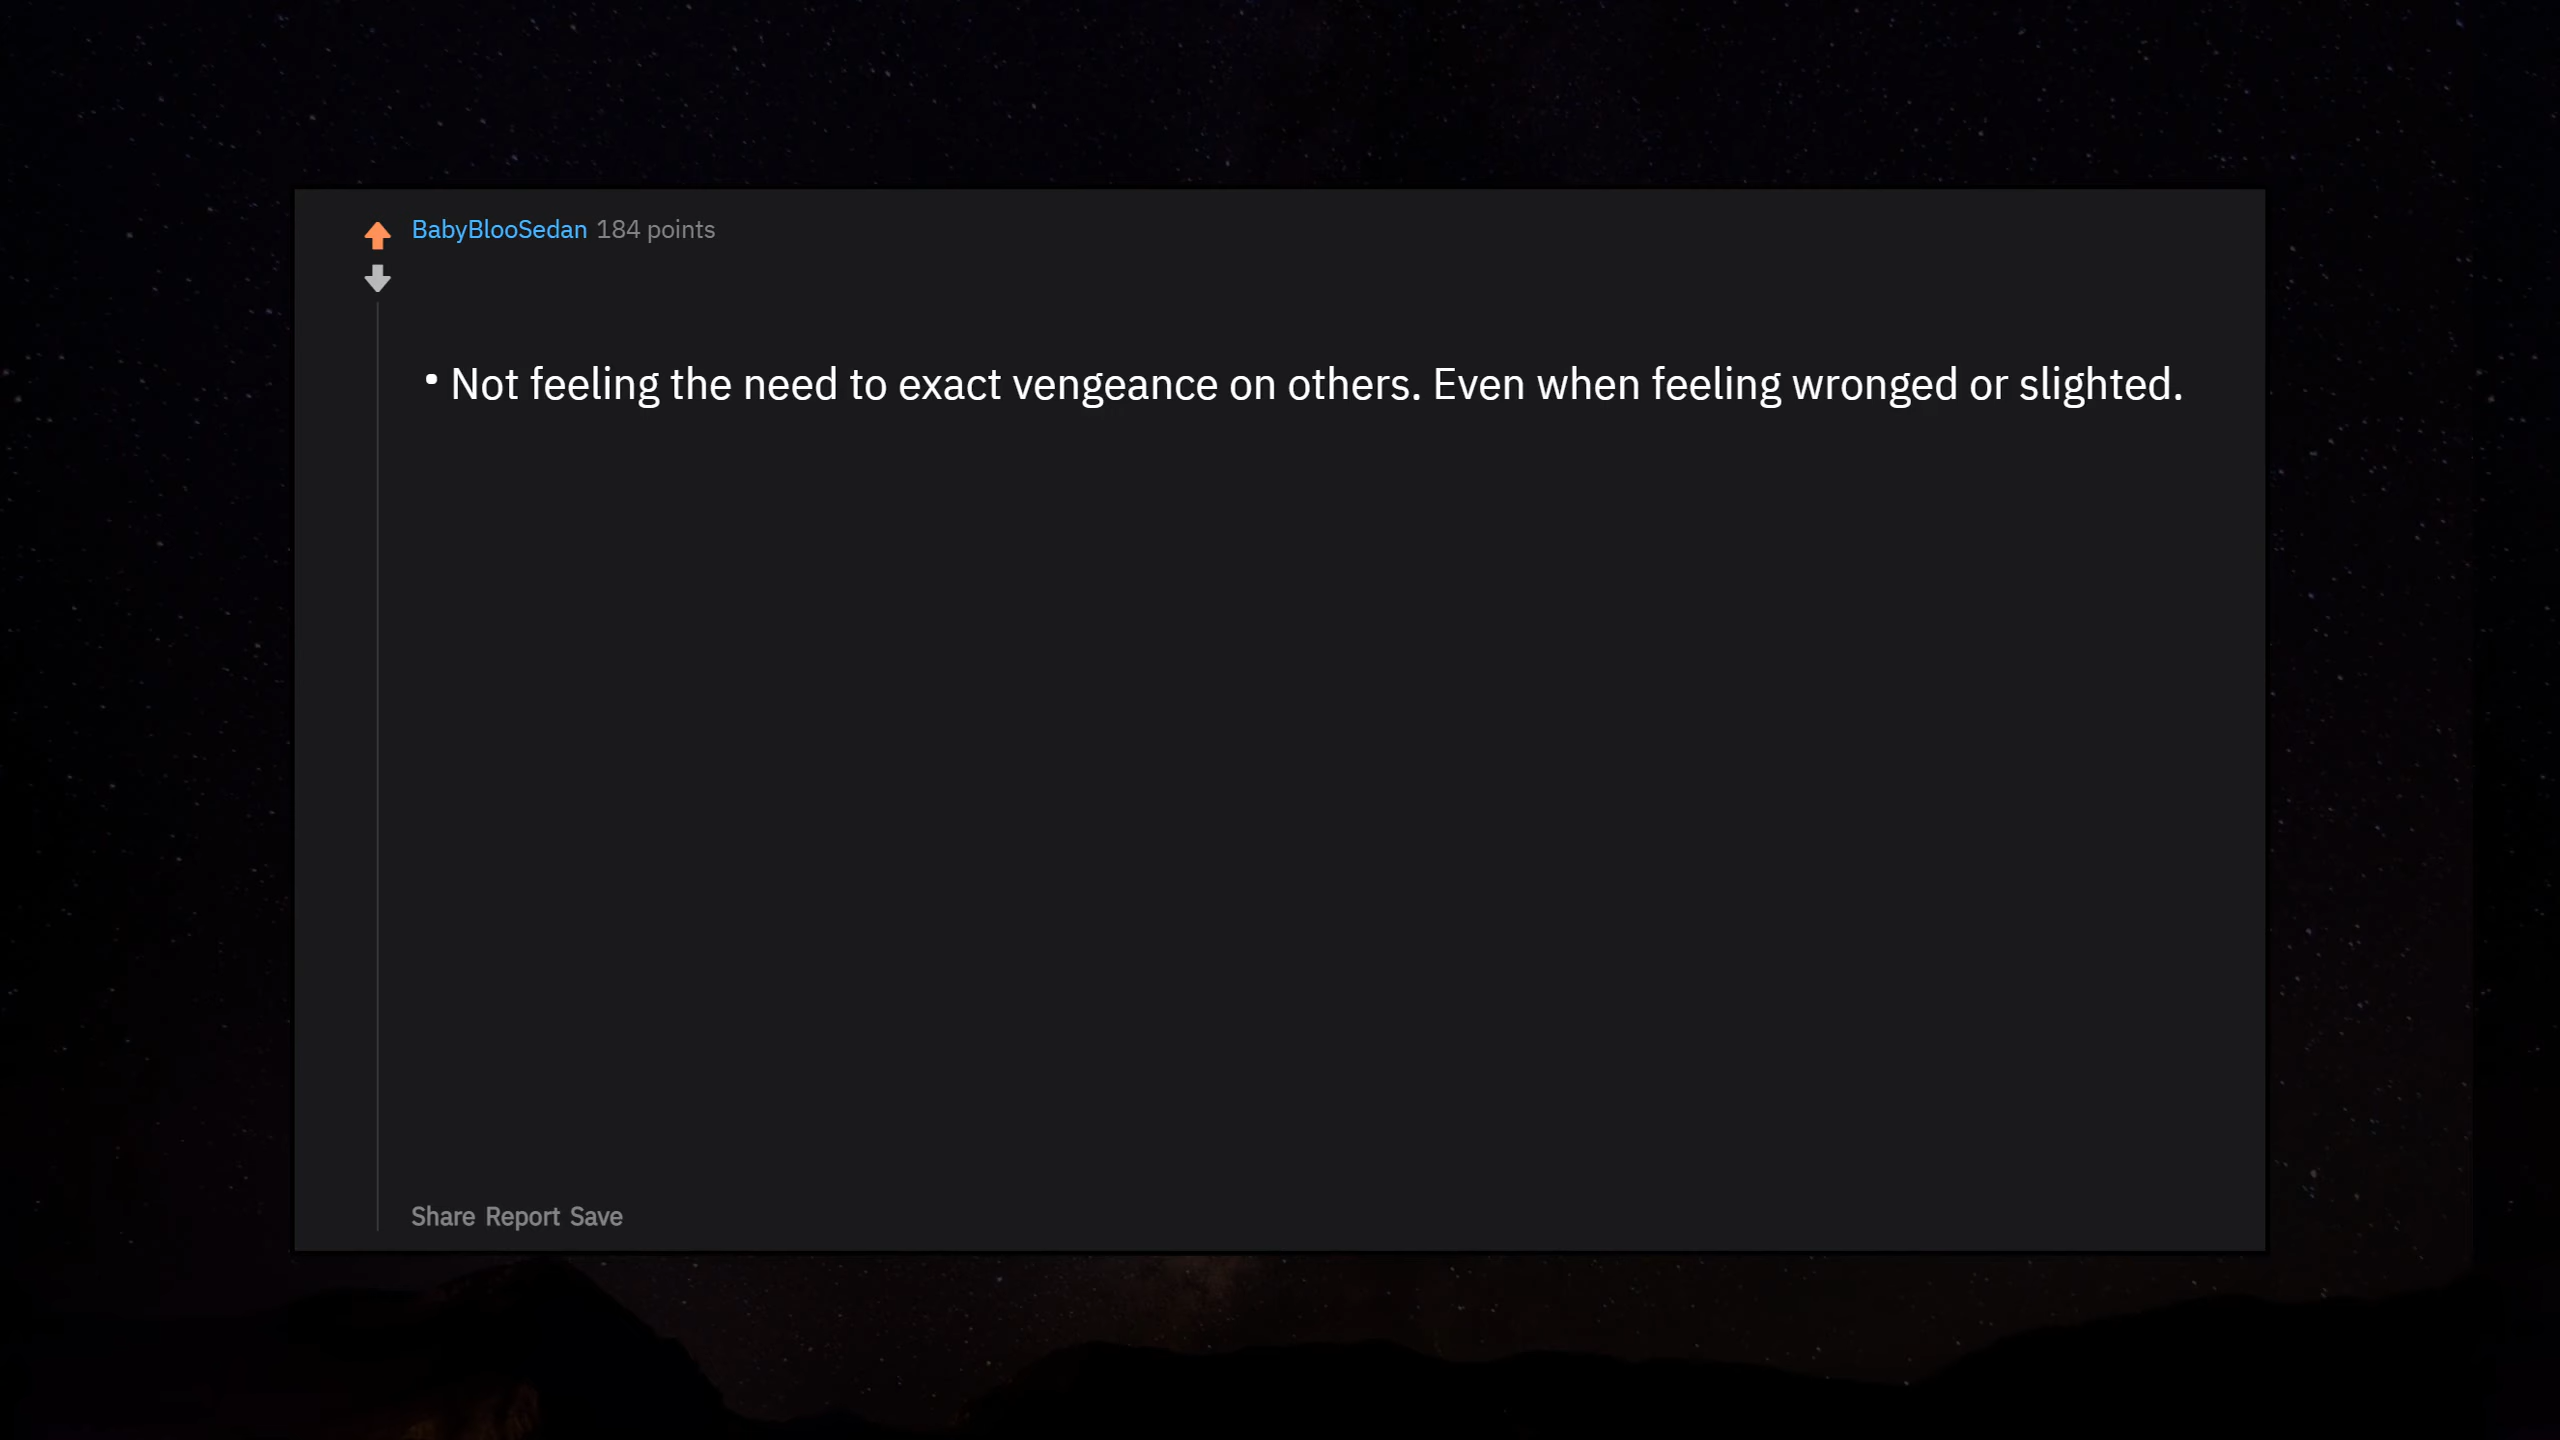 BabyBlooSedan 184 points
• Not feeling the need to exact vengeance on others. Even when feeling wronged or slighted.
Share Report Save